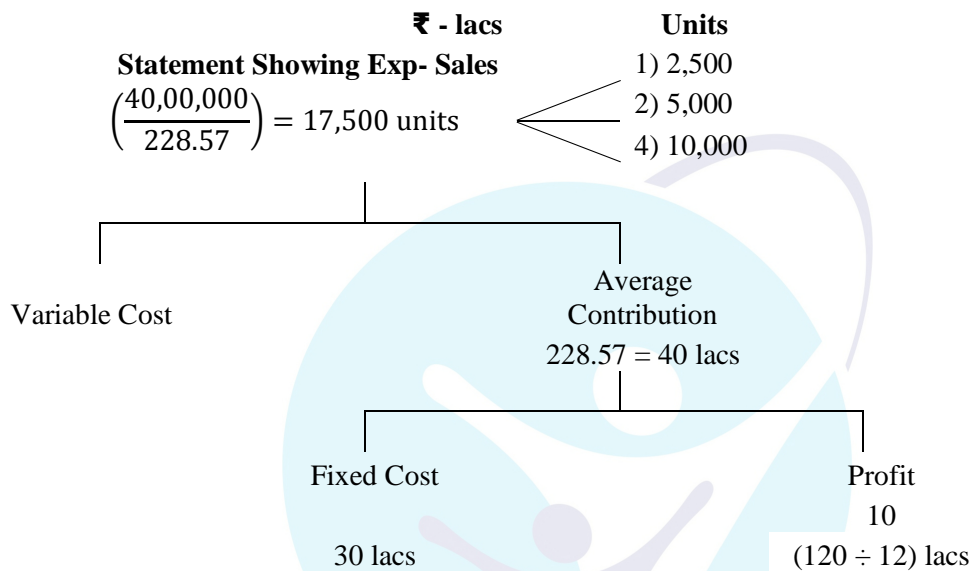 ₹ - lacs Units
Statement Showing Exp- Sales 1) 2,500
(40,00,000 / 228.57) = 17,500 units 2) 5,000
4) 10,000
Average
Variable Cost Contribution
228.57 = 40 lacs
Fixed Cost Profit
10
30 lacs (120 ÷ 12) lacs